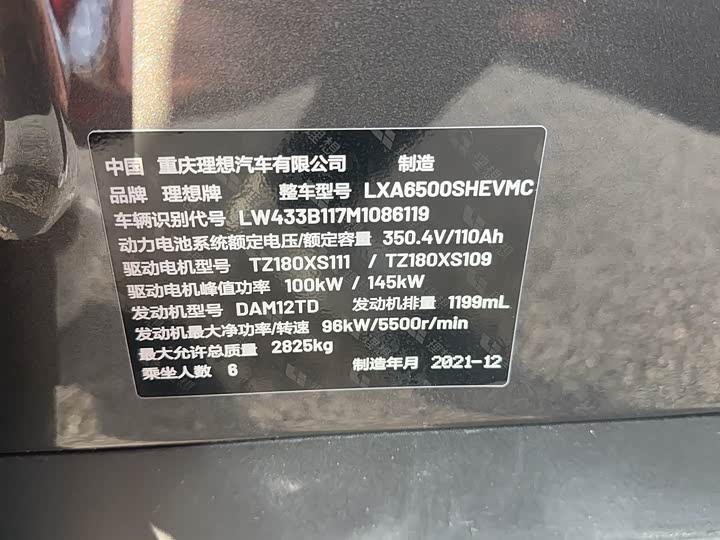 中国 重庆理想汽车有限公司 制造
品牌 理想牌 整车型号 LXA6500SHEVMC
车辆识别代号 LW433B117M1086119
动力电池系统额定电压/额定容量 350.4V/110Ah
驱动电机型号 TZ180XS111 / TZ180XS109
驱动电机峰值功率 100kW / 145kW
发动机型号 DAM12TD 发动机排量 1199mL
发动机最大净功率/转速 96kW/5500r/min
最大允许总质量 2825kg
乘坐人数 6 制造年月 2021-12